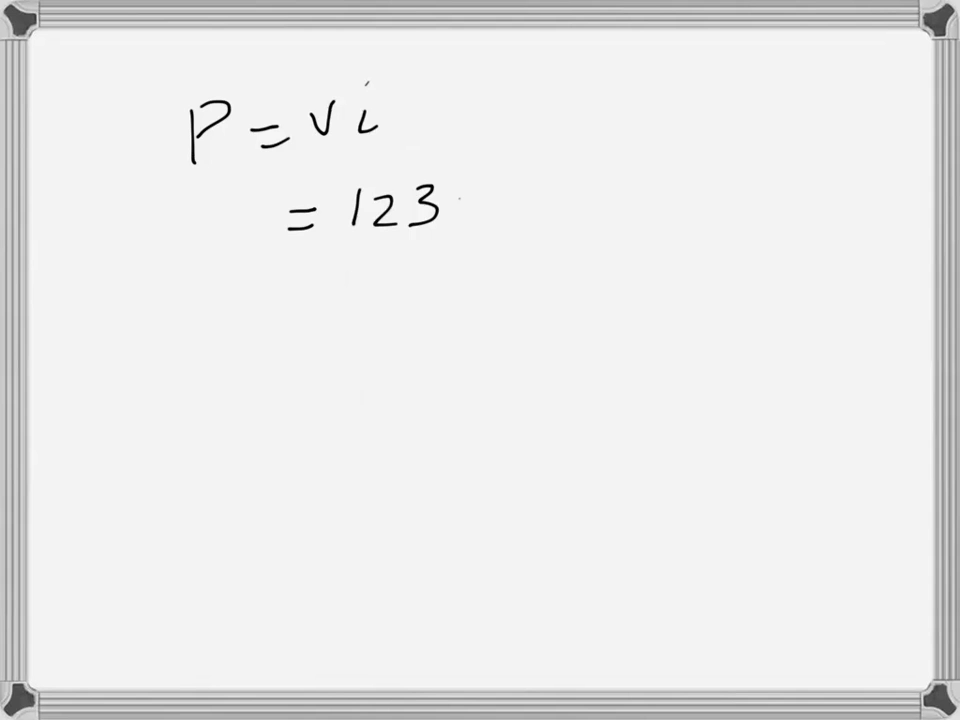 P = vi
= 123